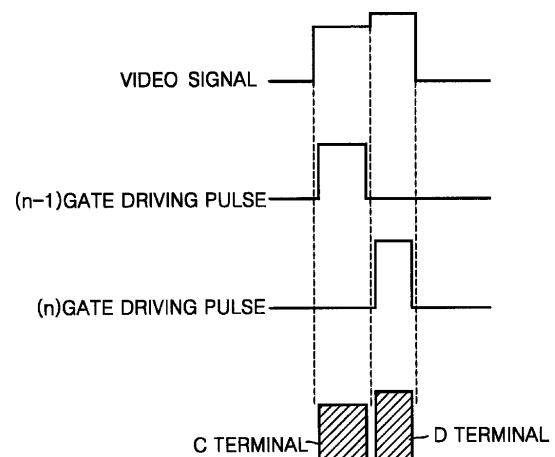 VIDEO SIGNAL
(n-1)GATE DRIVING PULSE
(n)GATE DRIVING PULSE
C TERMINAL
D TERMINAL